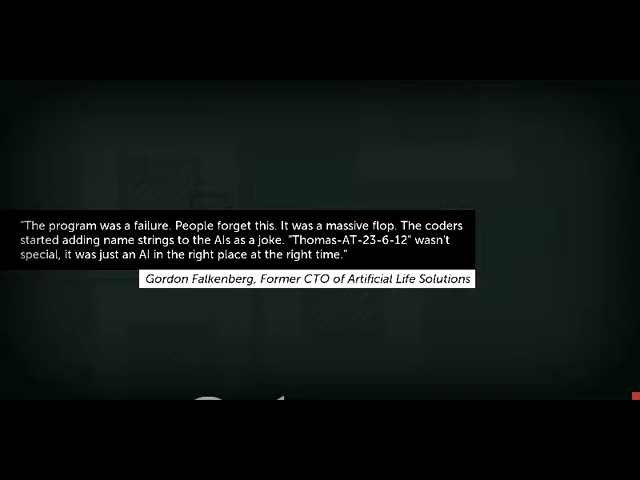 "The program was a failure. People forget this. It was a massive flop. The coders
started adding name strings to the AIs as a joke. "Thomas-AT-23-6-12" wasn't
special, it was just an AI in the right place at the right time."
Gordon Falkenberg, Former CTO of Artificial Life Solutions